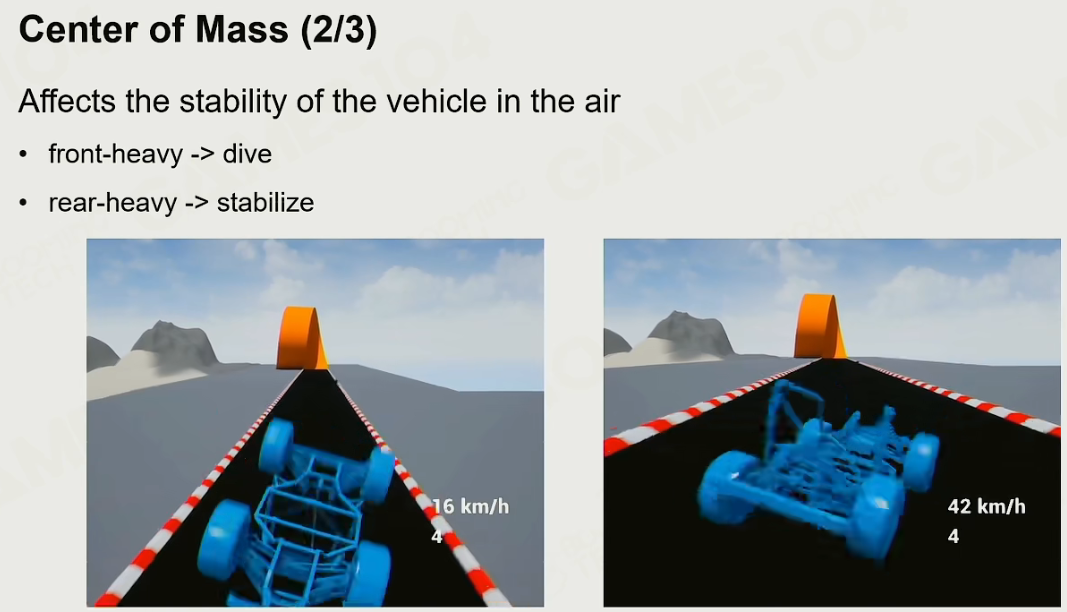 Center of Mass (2/3)
Affects the stability of the vehicle in the air
• front-heavy -> dive
• rear-heavy -> stabilize
16 km/h
4
42 km/h
4
GAMES104